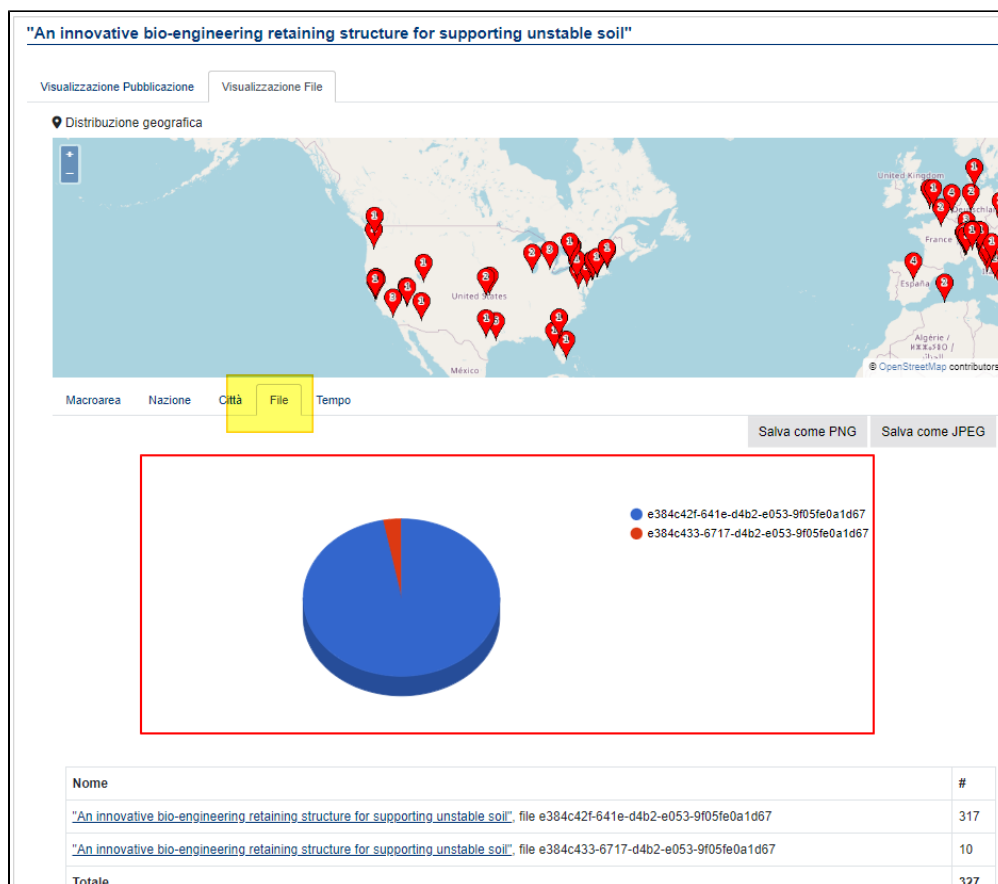 "An innovative bio-engineering retaining structure for supporting unstable soil"
Visualizzazione Pubblicazione
Visualizzazione File
Distribuzione geografica
+
−
United Kingdom
France
España
United States
México
Algérie /
© OpenStreetMap contributors
Macroarea
Nazione
Città
File
Tempo
Salva come PNG
Salva come JPEG
e384c42f-641e-d4b2-e053-9f05fe0a1d67
e384c433-6717-d4b2-e053-9f05fe0a1d67
Nome #
"An innovative bio-engineering retaining structure for supporting unstable soil", file e384c42f-641e-d4b2-e053-9f05fe0a1d67 317
"An innovative bio-engineering retaining structure for supporting unstable soil", file e384c433-6717-d4b2-e053-9f05fe0a1d67 10
Totale 327